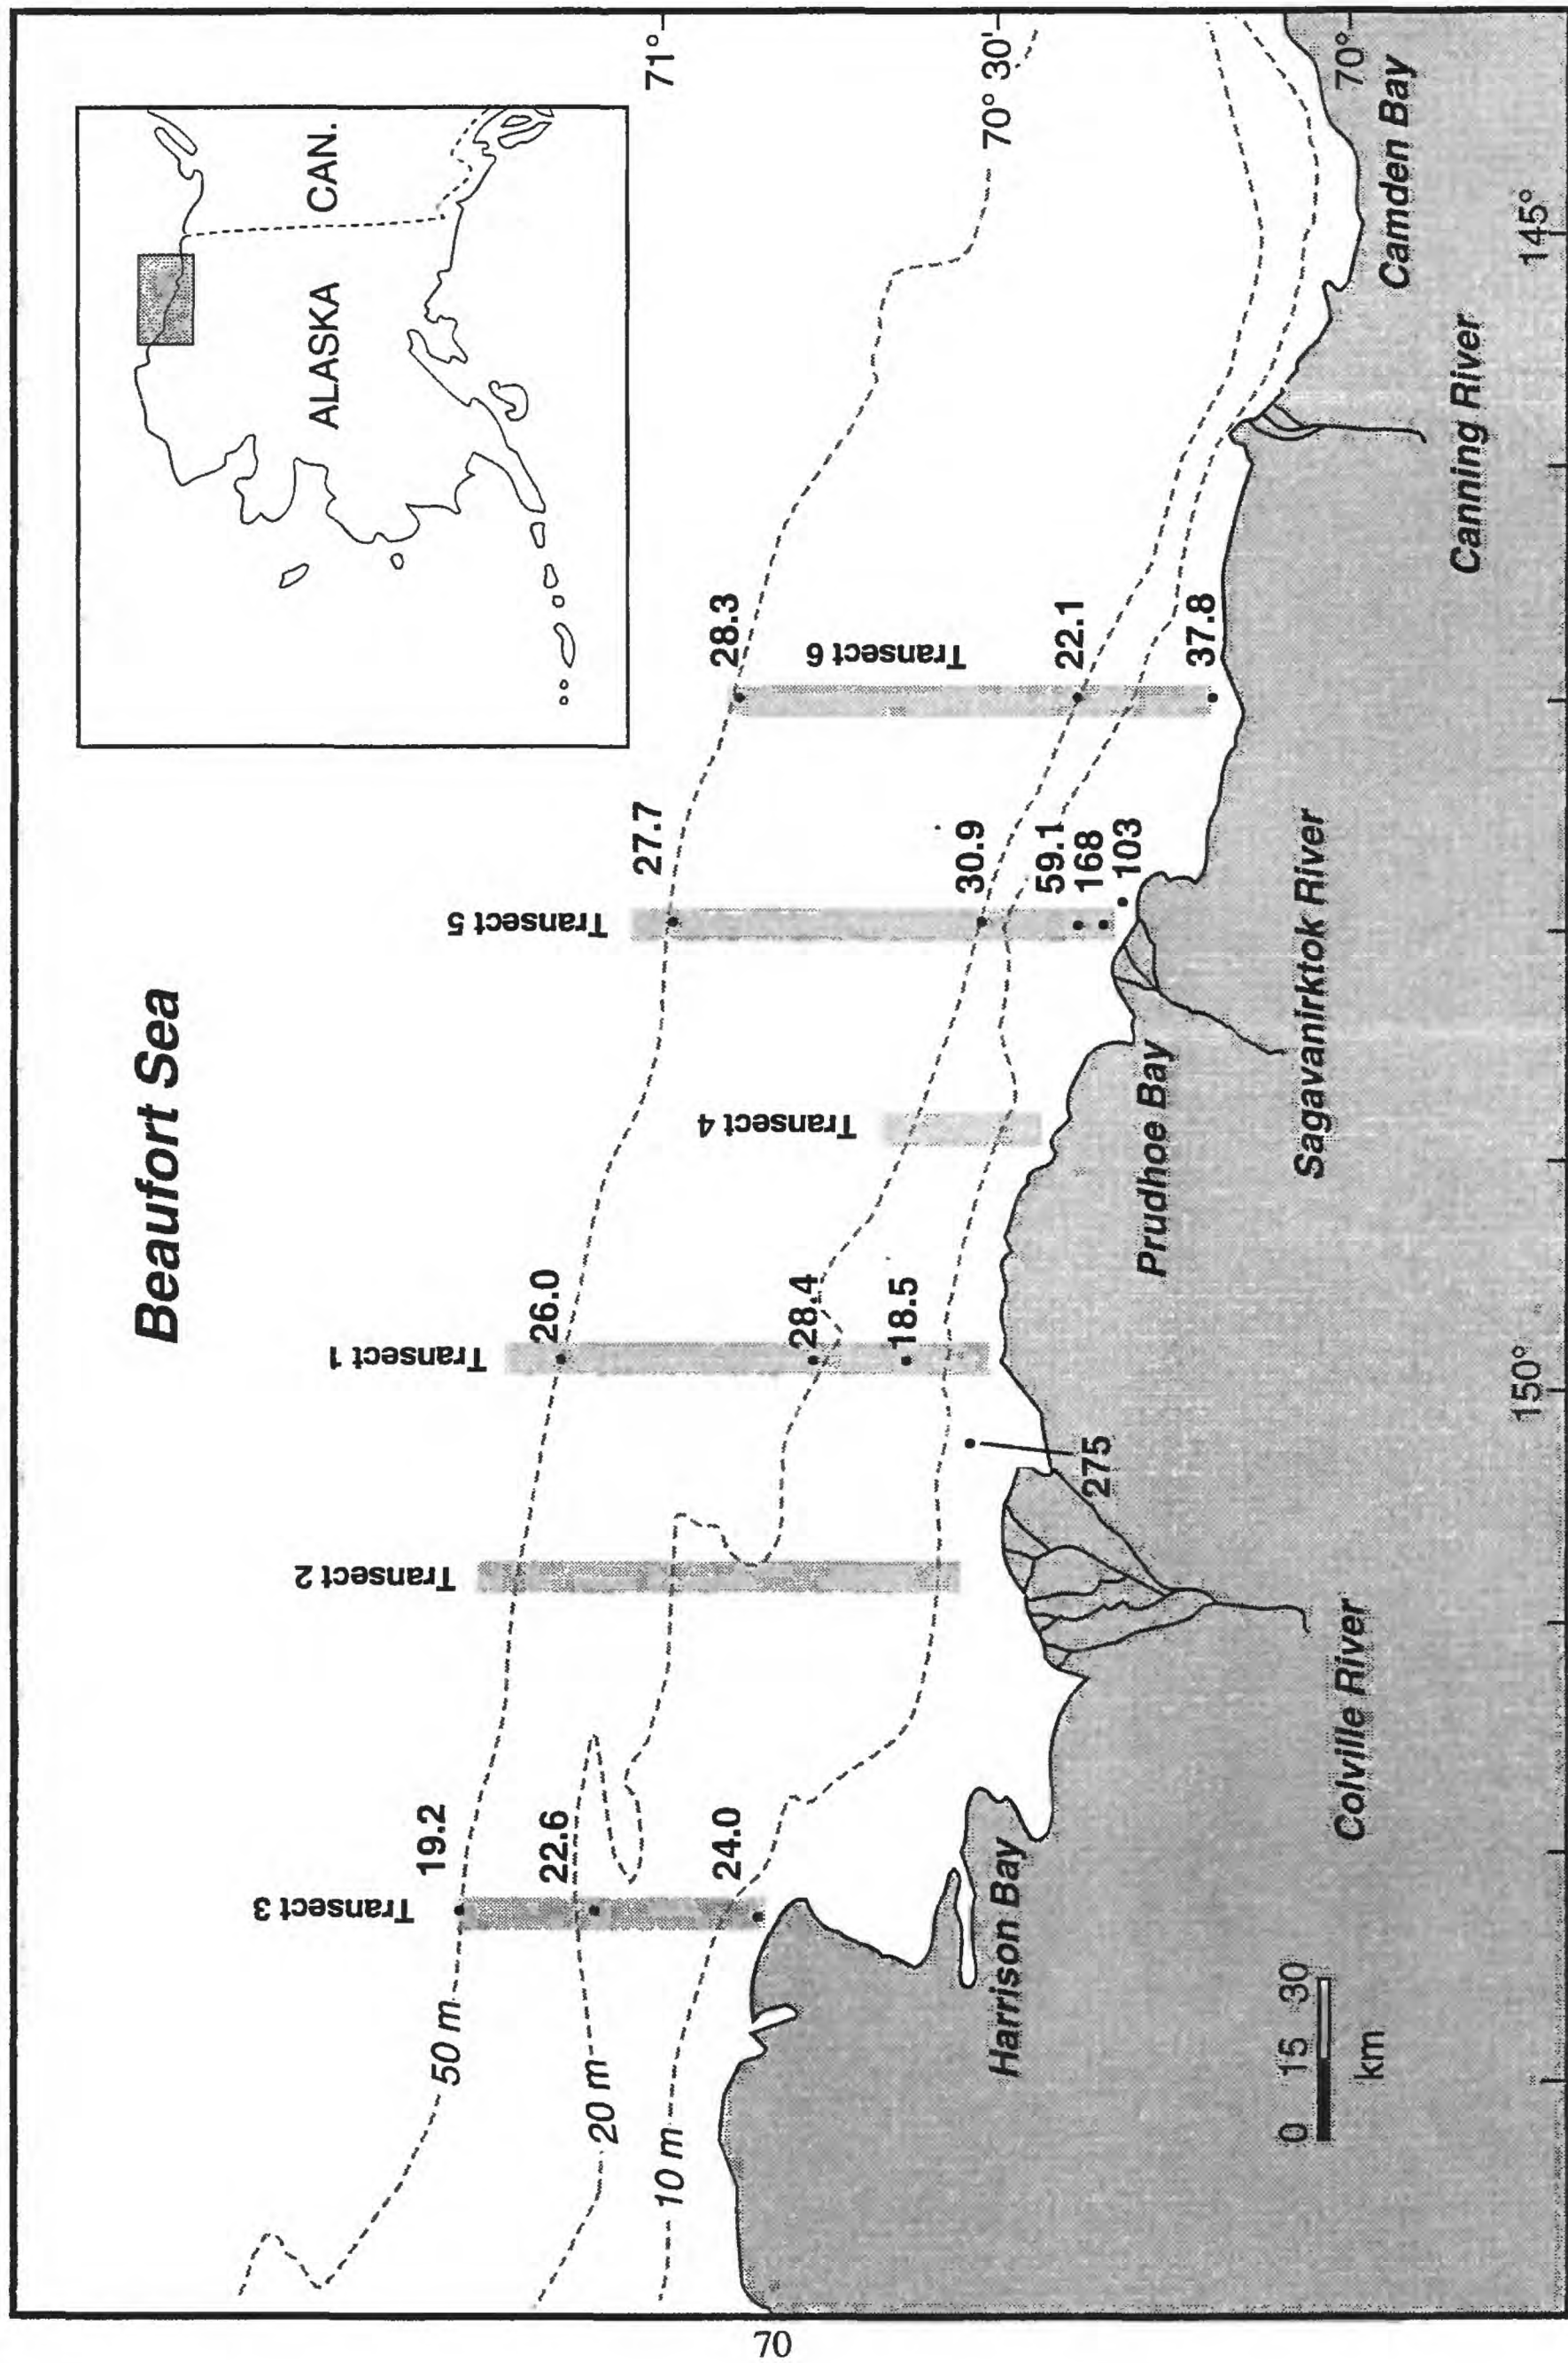 Beaufort Sea
ALASKA
CAN.
71°
70° 30'
70°
145°
150°
50 m
20 m
10 m
Transect 3
19.2
22.6
24.0
Transect 2
Transect 1
26.0
28.4
18.5
275
Transect 4
Transect 5
27.7
30.9
59.1
168
103
Transect 6
28.3
22.1
37.8
Harrison Bay
Colville River
Prudhoe Bay
Sagavanirktok River
Canning River
Camden Bay
0 15 30
km
70